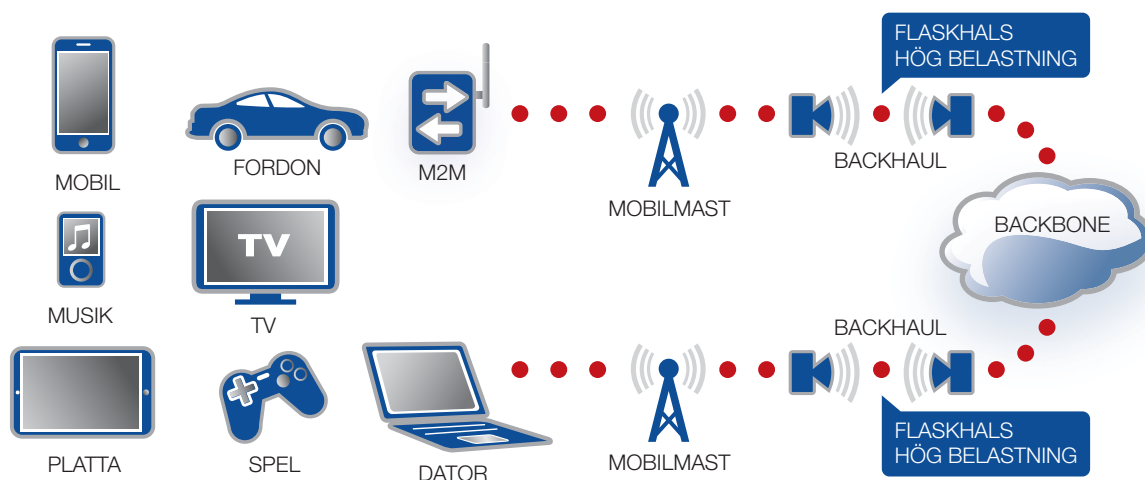 FLASKHALS
HÖG BELASTNING
MOBIL
FORDON
M2M
MOBILMAST
BACKHAUL
BACKBONE
TV
MUSIK
TV
BACKHAUL
PLATTA
SPEL
DATOR
MOBILMAST
FLASKHALS
HÖG BELASTNING